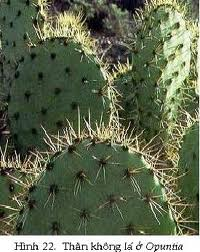 Hình 22. Thân không lá ở Opuntia